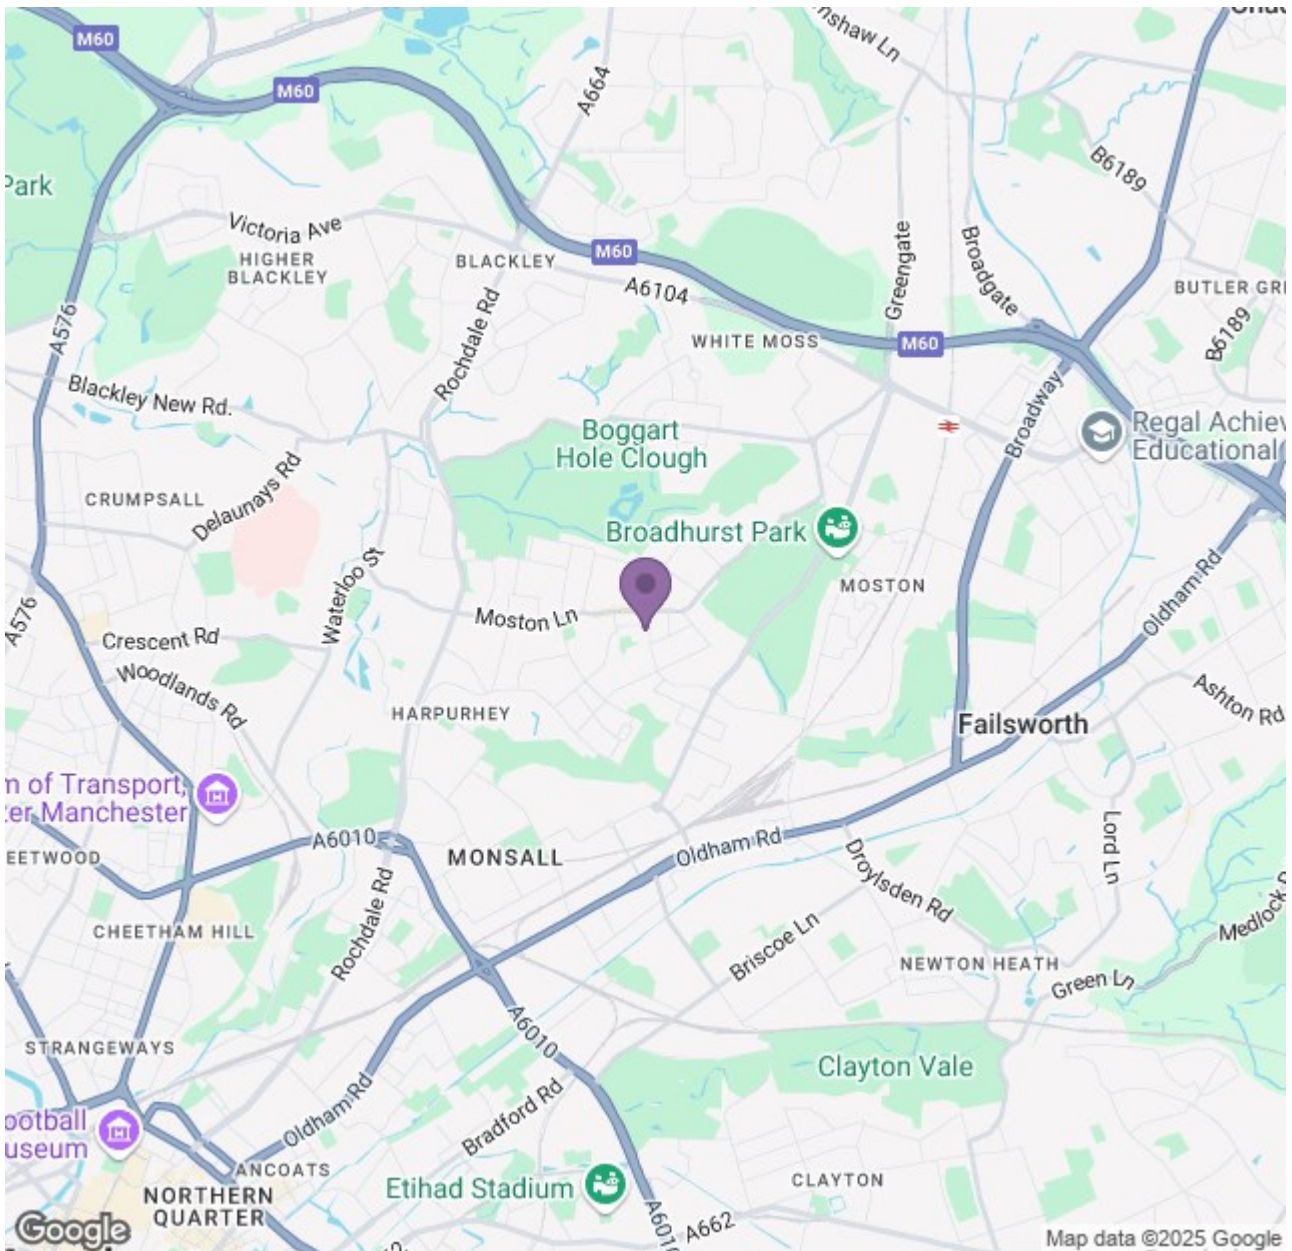 M60
M60
A664
B6189
Park
Victoria Ave
HIGHER
BLACKLEY
BLACKLEY
M60
A6104
Greengate
Broadgate
BUTLER GR
B6189
A576
Rochdale Rd
WHITE MOSS
M60
Blackley New Rd.
Broadway
Regal Achiev
Educational
Boggart
Hole Clough
CRUMPSALL
Delaunays Rd
Broadhurst Park
Waterloo St
MOSTON
Oldham Rd
A576
Moston Ln
Crescent Rd
Woodlands Rd
Ashton Rd
HARPURHEY
Failsworth
m of Transport,
ter Manchester
A6010
MONSALL
Oldham Rd
Lord Ln
EETWOOD
Droylsden Rd
CHEETHAM HILL
Rochdale Rd
Briscoe Ln
Medlock
NEWTON HEATH
Green Ln
A6010
STRANGEWAYS
Clayton Vale
ootball
useum
Oldham Rd
Bradford Rd
ANCOATS
CLAYTON
Etihad Stadium
NORTHERN
QUARTER
A6010
A662
Google
Map data ©2025 Google